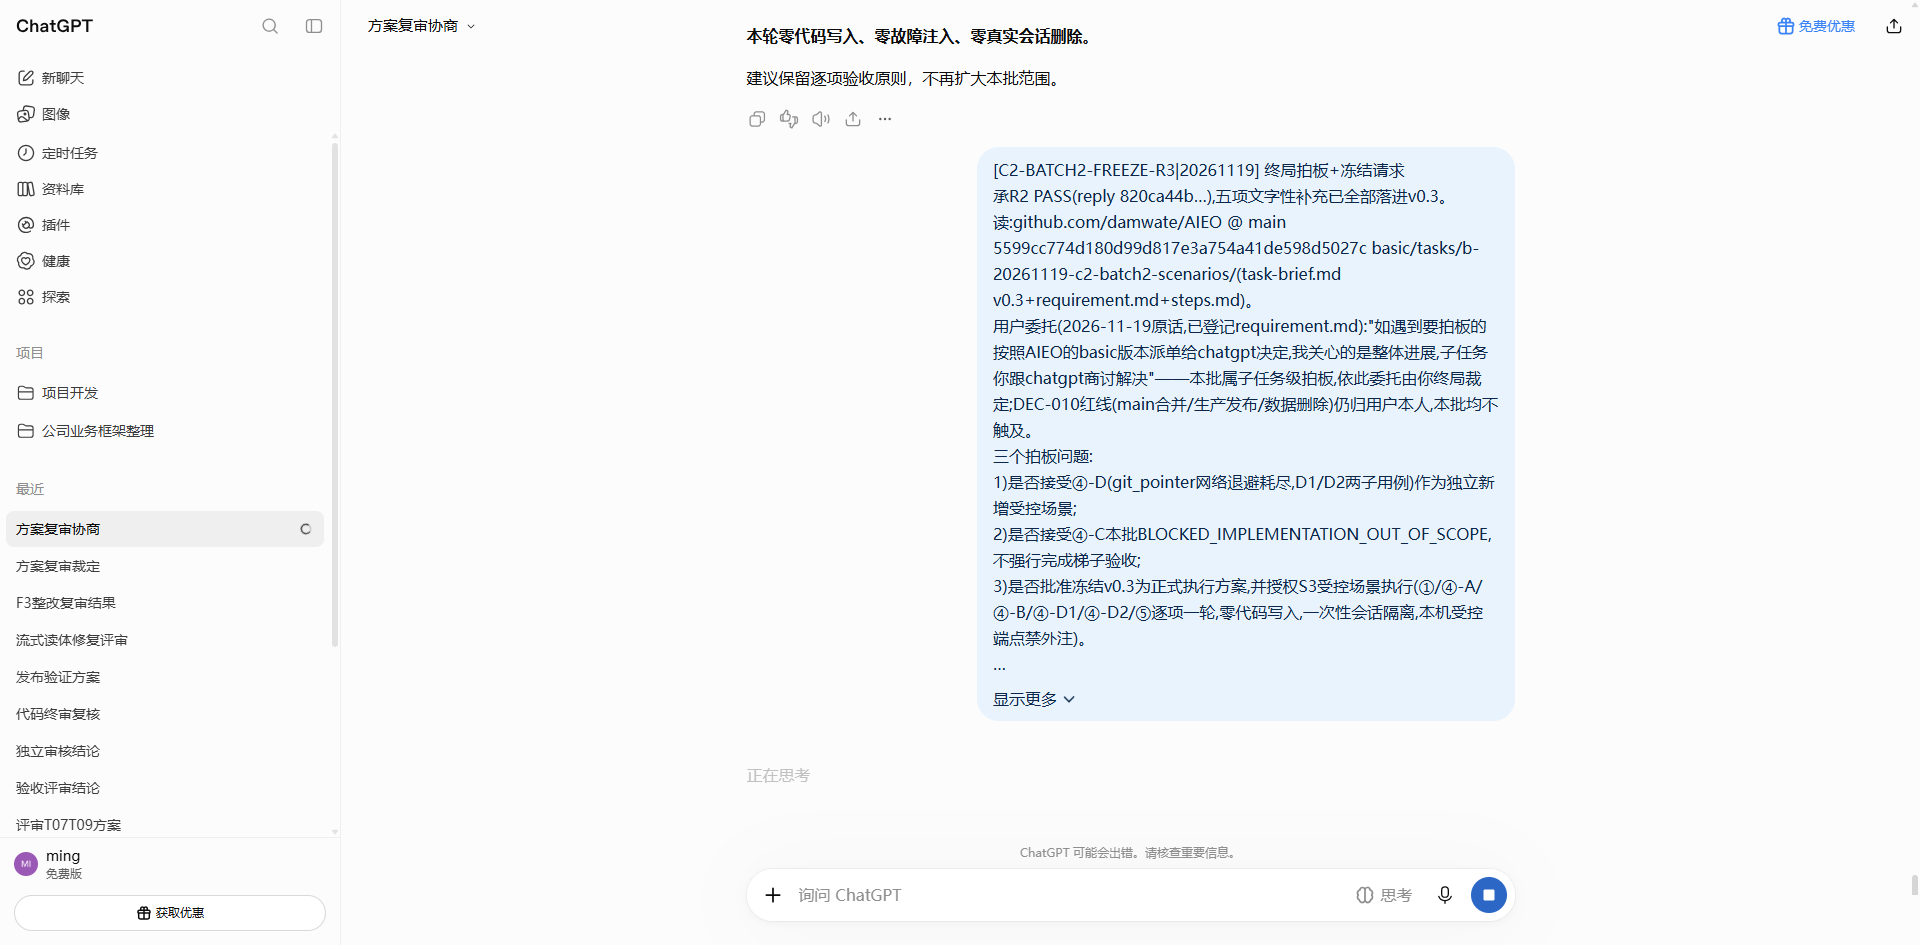 ChatGPT
新聊天
图像
定时任务
资料库
插件
健康
探索
项目
项目开发
公司业务框架整理
最近
方案复审协商
方案复审裁定
F3整改复审结果
流式读体修复评审
发布验证方案
代码终审复核
独立审核结论
验收评审结论
评审T07T09方案
MI
ming
免费版
获取优惠
方案复审协商
免费优惠
本轮零代码写入、零故障注入、零真实会话删除。
建议保留逐项验收原则，不再扩大本批范围。
[C2-BATCH2-FREEZE-R3|20261119] 终局拍板+冻结请求
承R2 PASS(reply 820ca44b...),五项文字性补充已全部落进v0.3。
读:github.com/damwate/AIEO @ main
5599cc774d180d99d817e3a754a41de598d5027c basic/tasks/b-
20261119-c2-batch2-scenarios/(task-brief.md
v0.3+requirement.md+steps.md)。
用户委托(2026-11-19原话,已登记requirement.md):"如遇到要拍板的
按照AIEO的basic版本派单给chatgpt决定,我关心的是整体进展,子任务
你跟chatgpt商讨解决"——本批属子任务级拍板,依此委托由你终局裁
定;DEC-010红线(main合并/生产发布/数据删除)仍归用户本人,本批均不
触及。
三个拍板问题:
1)是否接受④-D(git_pointer网络退避耗尽,D1/D2两子用例)作为独立新
增受控场景;
2)是否接受④-C本批BLOCKED_IMPLEMENTATION_OUT_OF_SCOPE,
不强行完成梯子验收;
3)是否批准冻结v0.3为正式执行方案,并授权S3受控场景执行(①/④-A/
④-B/④-D1/④-D2/⑤逐项一轮,零代码写入,一次性会话隔离,本机受控
端点禁外注)。
...
显示更多
正在思考
ChatGPT 可能会出错。请核查重要信息。
询问 ChatGPT
思考